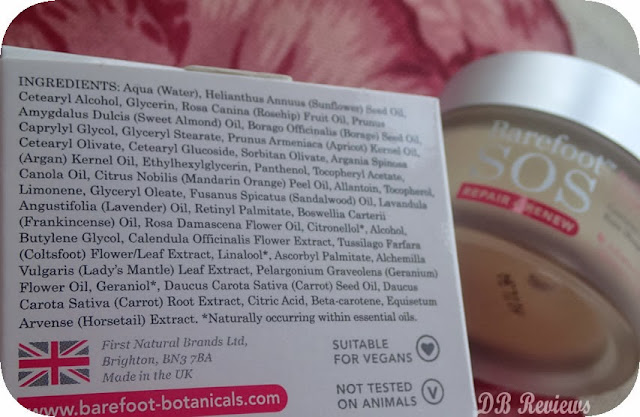 INGREDIENTS: Aqua (Water), Helianthus Annuus (Sunflower) Seed Oil,
Cetearyl Alcohol, Glycerin, Rosa Canina (Rosehip) Fruit Oil, Prunus
Amygdalus Dulcis (Sweet Almond) Oil, Borago Officinalis (Borage) Seed Oil,
Caprylyl Glycol, Glyceryl Stearate, Prunus Armeniaca (Apricot) Kernel Oil,
Cetearyl Olivate, Cetearyl Glucoside, Sorbitan Olivate, Argania Spinosa
(Argan) Kernel Oil, Ethylhexylglycerin, Panthenol, Tocopheryl Acetate,
Canola Oil, Citrus Nobilis (Mandarin Orange) Peel Oil, Allantoin, Tocopherol,
Limonene, Glyceryl Oleate, Fusanus Spicatus (Sandalwood) Oil, Lavandula
Angustifolia (Lavender) Oil, Retinyl Palmitate, Boswellia Carterii
(Frankincense) Oil, Rosa Damascena Flower Oil, Citronellol*, Alcohol,
Butylene Glycol, Calendula Officinalis Flower Extract, Tussilago Farfara
(Coltsfoot) Flower/Leaf Extract, Linalool*, Ascorbyl Palmitate, Alchemilla
Vulgaris (Lady's Mantle) Leaf Extract, Pelargonium Graveolens (Geranium)
Flower Oil, Geraniol*, Daucus Carota Sativa (Carrot) Seed Oil, Daucus
Carota Sativa (Carrot) Root Extract, Citric Acid, Beta-carotene, Equisetum
Arvense (Horsetail) Extract. *Naturally occurring within essential oils.
First Natural Brands Ltd,
Brighton, BN3 7BA
Made in the UK
SUITABLE
FOR VEGANS
NOT TESTED
ON ANIMALS
www.barefoot-botanicals.com
Barefoot
SOS
REPAIR & RENEW
DB Reviews